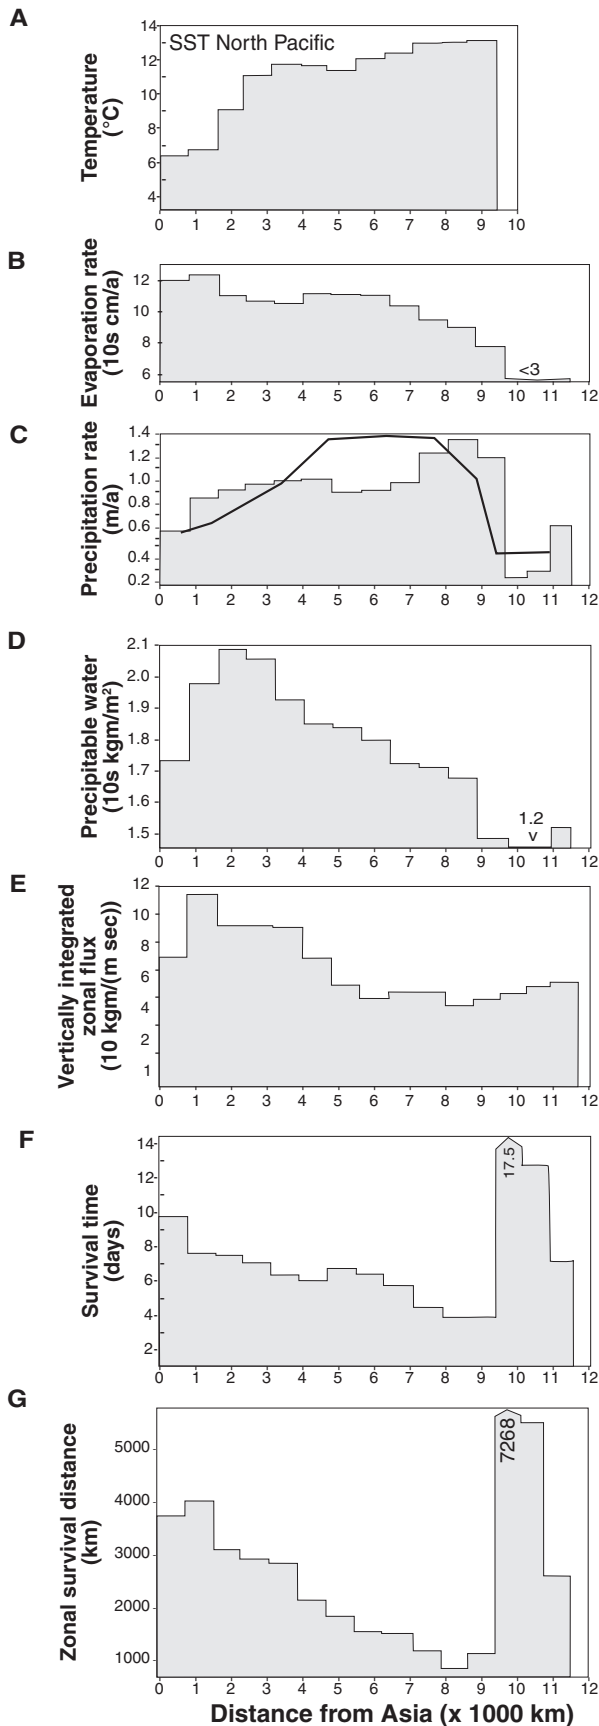 A
SST North Pacific
Temperature
(°C)
14
12
10
8
6
4
0 1 2 3 4 5 6 7 8 9 10
B
Evaporation rate
(10s cm/a)
12
10
8
6
<3
0 1 2 3 4 5 6 7 8 9 10 11 12
C
Precipitation rate
(m/a)
1.4
1.2
1.0
0.8
0.6
0.4
0.2
0 1 2 3 4 5 6 7 8 9 10 11 12
D
Precipitable water
(10s kgm/m²)
2.1
2.0
1.9
1.8
1.7
1.6
1.5
1.2
v
0 1 2 3 4 5 6 7 8 9 10 11 12
E
Vertically integrated
zonal flux
(10 kgm/(m sec))
12
10
8
6
4
2
1
0 1 2 3 4 5 6 7 8 9 10 11 12
F
Survival time
(days)
14
12
10
8
6
4
2
17.5
0 1 2 3 4 5 6 7 8 9 10 11 12
G
Zonal survival distance
(km)
5000
4000
3000
2000
1000
7268
0 1 2 3 4 5 6 7 8 9 10 11 12
Distance from Asia (x 1000 km)